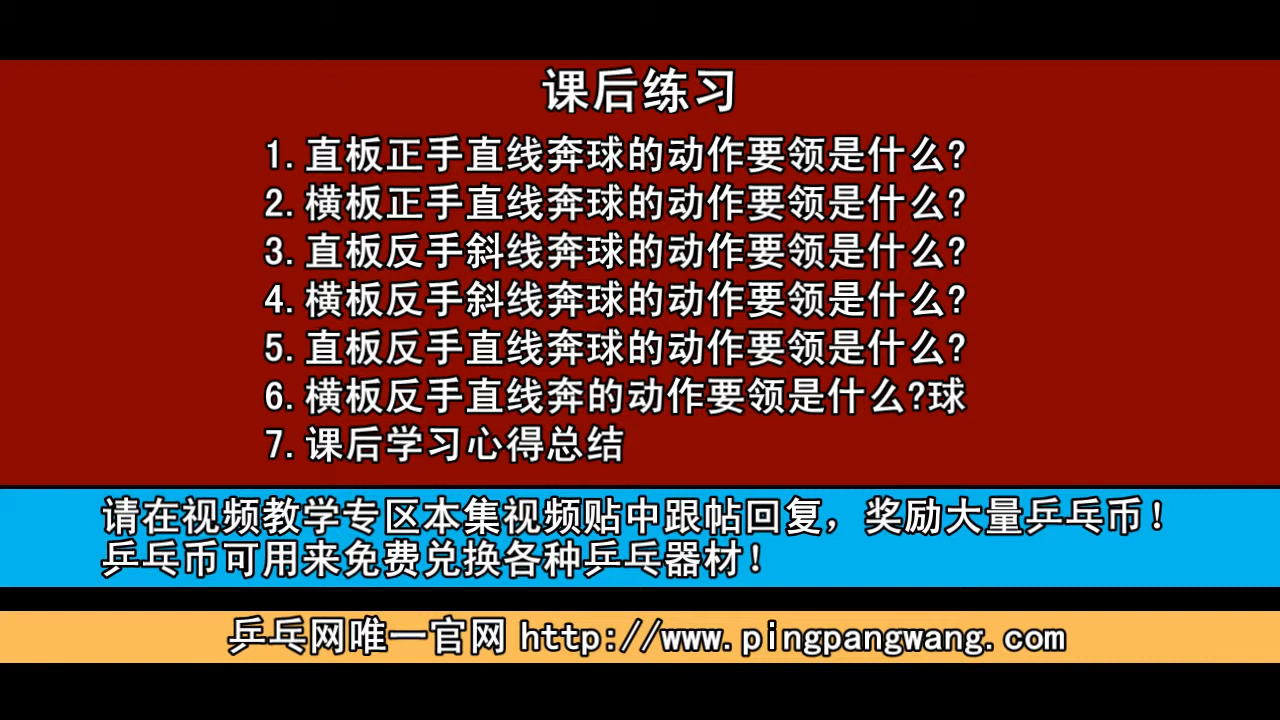 课后练习
1.直板正手直线奔球的动作要领是什么?
2.横板正手直线奔球的动作要领是什么?
3.直板反手斜线奔球的动作要领是什么?
4.横板反手斜线奔球的动作要领是什么?
5.直板反手直线奔球的动作要领是什么?
6.横板反手直线奔的动作要领是什么?球
7.课后学习心得总结
请在视频教学专区本集视频贴中跟帖回复，奖励大量乒乓币！
乒乓币可用来免费兑换各种乒乓器材！
乒乓网唯一官网 http://www.pingpangwang.com